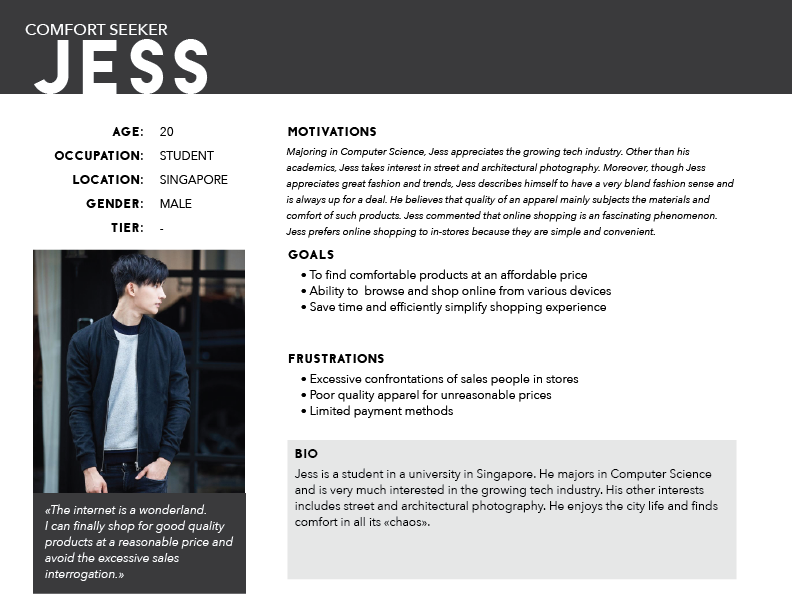 COMFORT SEEKER
JESS
AGE: 20
OCCUPATION: STUDENT
LOCATION: SINGAPORE
GENDER: MALE
TIER: -
«The internet is a wonderland.
I can finally shop for good quality
products at a reasonable price and
avoid the excessive sales
interrogation.»
MOTIVATIONS
Majoring in Computer Science, Jess appreciates the growing tech industry. Other than his
academics, Jess takes interest in street and architectural photography. Moreover, though Jess
appreciates great fashion and trends, Jess describes himself to have a very bland fashion sense and
is always up for a deal. He believes that quality of an apparel mainly subjects the materials and
comfort of such products. Jess commented that online shopping is an fascinating phenomenon.
Jess prefers online shopping to in-stores because they are simple and convenient.
GOALS
• To find comfortable products at an affordable price
• Ability to browse and shop online from various devices
• Save time and efficiently simplify shopping experience
FRUSTRATIONS
• Excessive confrontations of sales people in stores
• Poor quality apparel for unreasonable prices
• Limited payment methods
BIO
Jess is a student in a university in Singapore. He majors in Computer Science
and is very much interested in the growing tech industry. His other interests
includes street and architectural photography. He enjoys the city life and finds
comfort in all its «chaos».